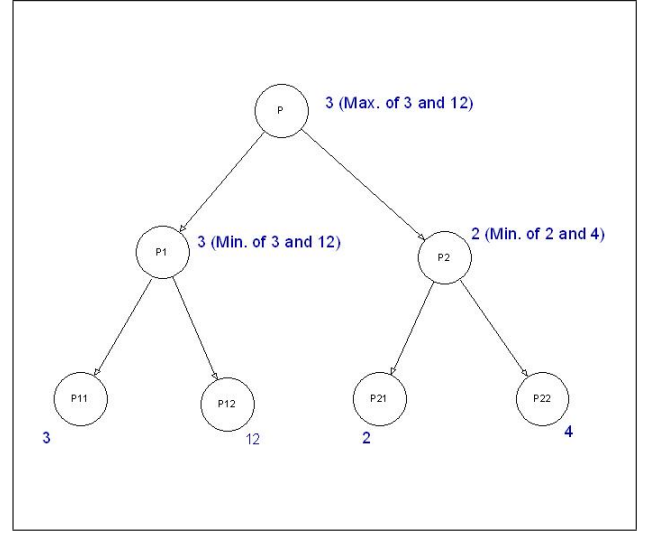 P
3 (Max. of 3 and 12)
P1
3 (Min. of 3 and 12)
P2
2 (Min. of 2 and 4)
P11
P12
P21
P22
3
12
2
4